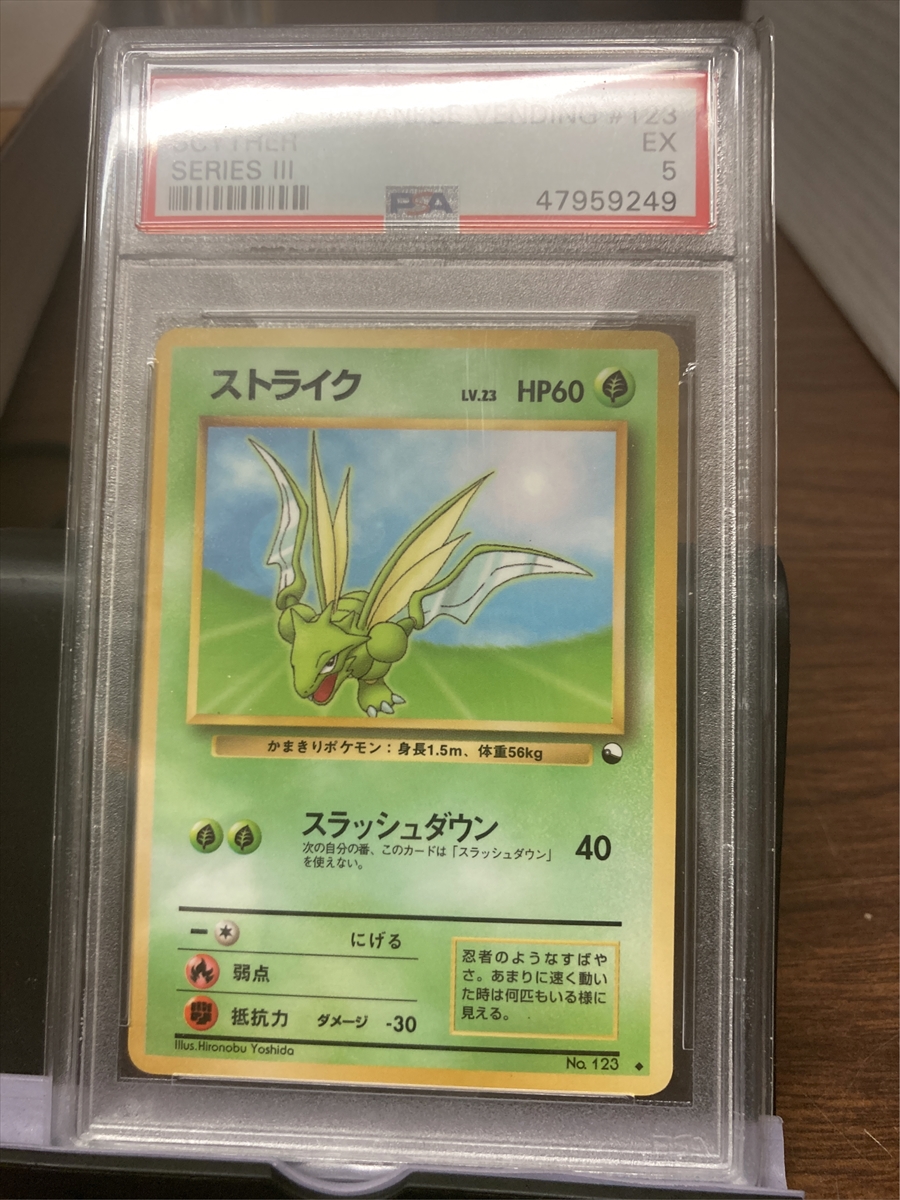 VENDING #123
SCYTHER EX
SERIES III 5
PSA 47959249
ストライク LV.23 HP60
かまきりポケモン：身長1.5m、体重56kg
スラッシュダウン 40
次の自分の番、このカードは「スラッシュダウン」
を使えない。
にげる
弱点
抵抗力 ダメージ -30
忍者のようなすばや
さ。あまりに速く動い
た時は何匹もいる様に
見える。
Illus.Hironobu Yoshida
No. 123